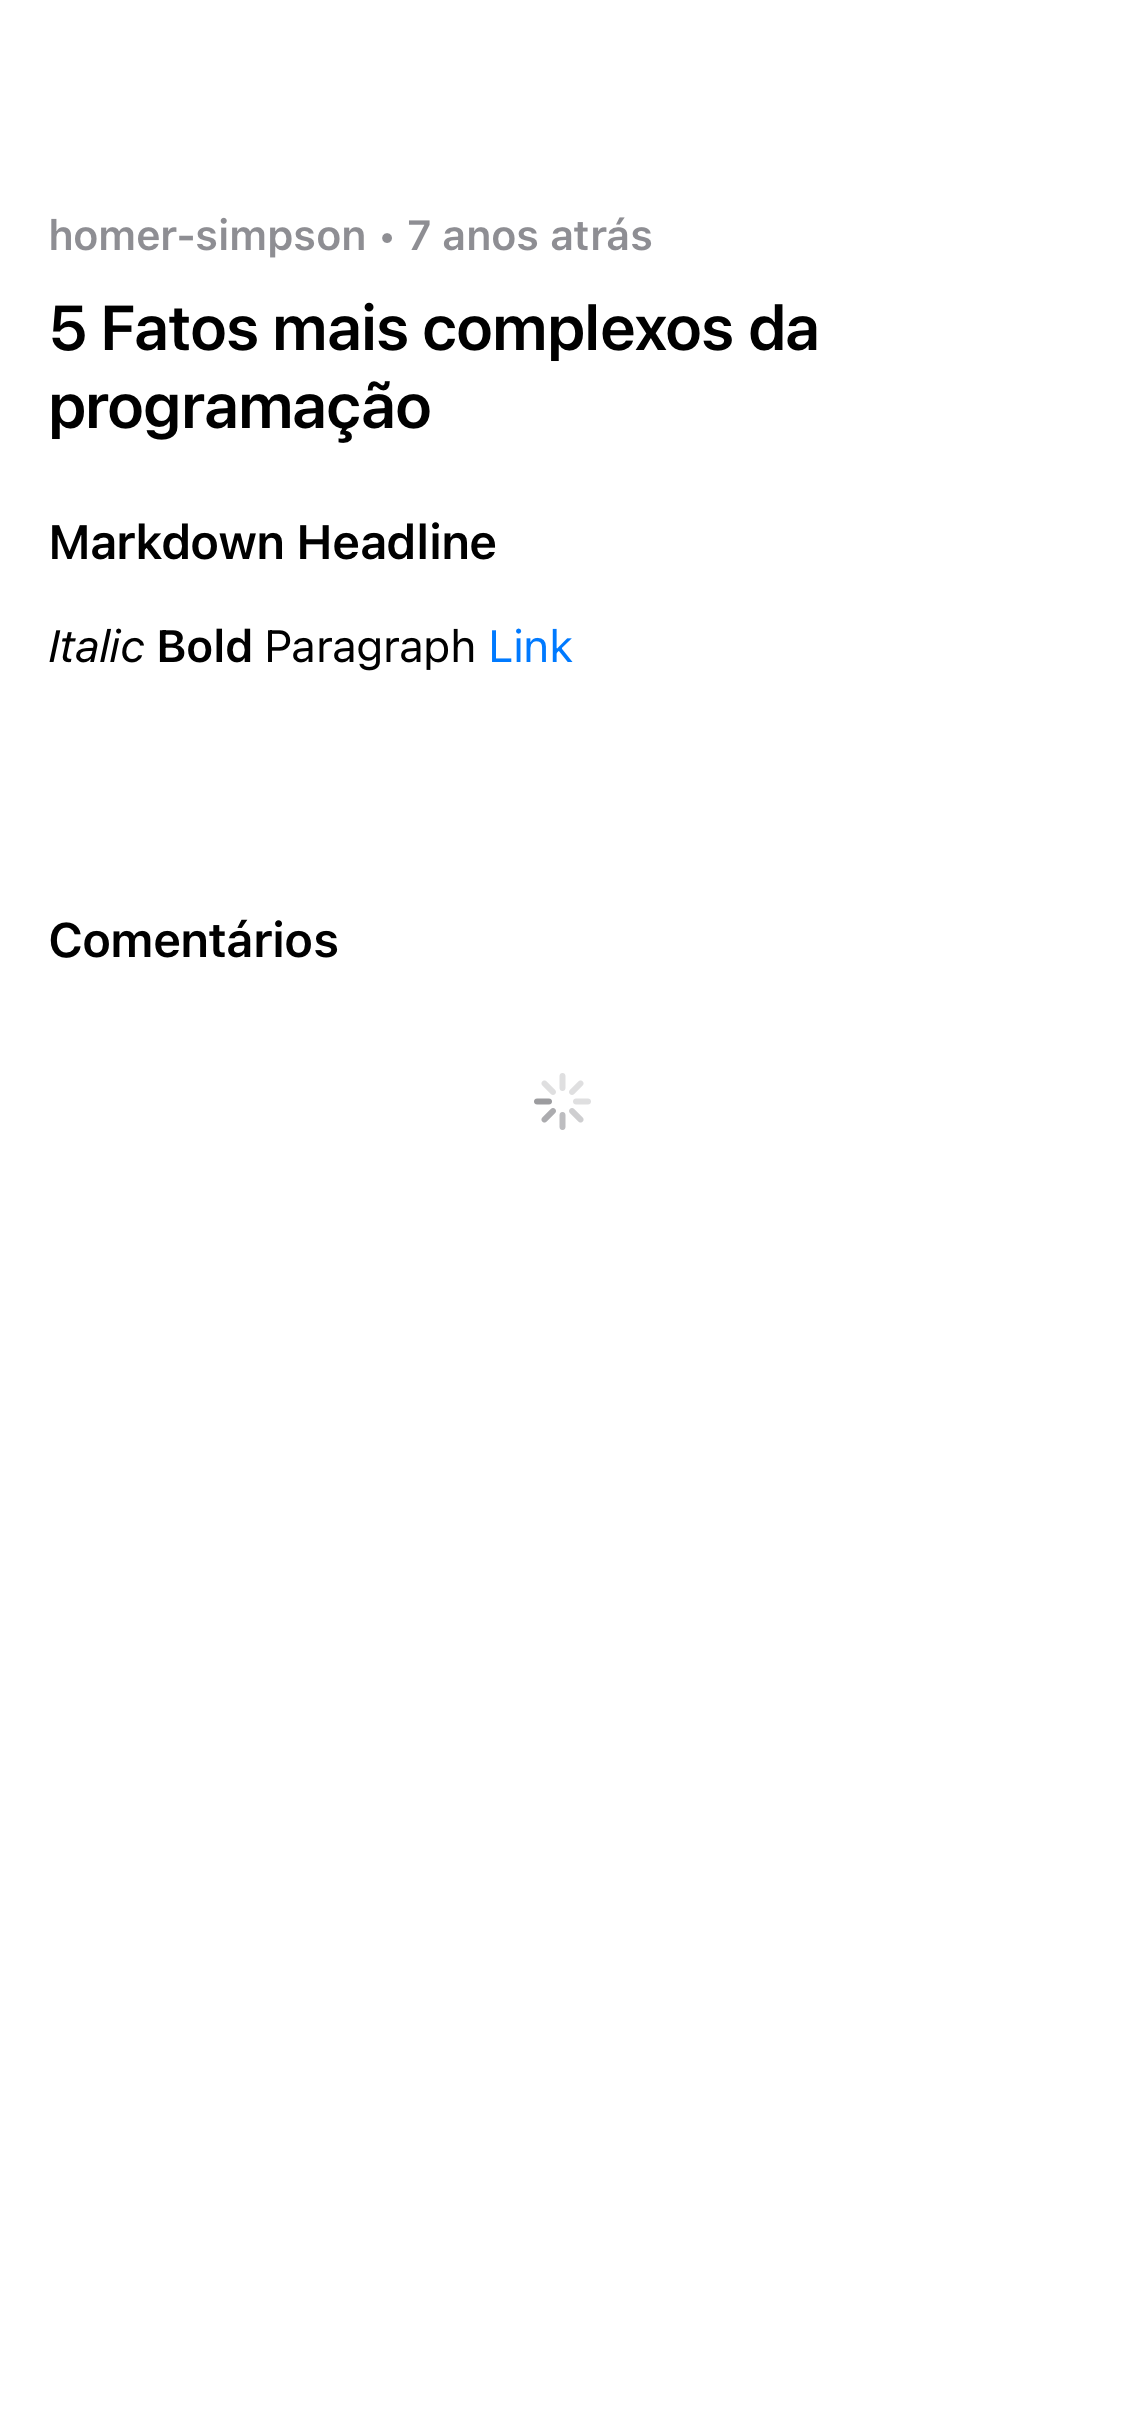 homer-simpson • 7 anos atrás
5 Fatos mais complexos da
programação
Markdown Headline
Italic Bold Paragraph Link
Comentários